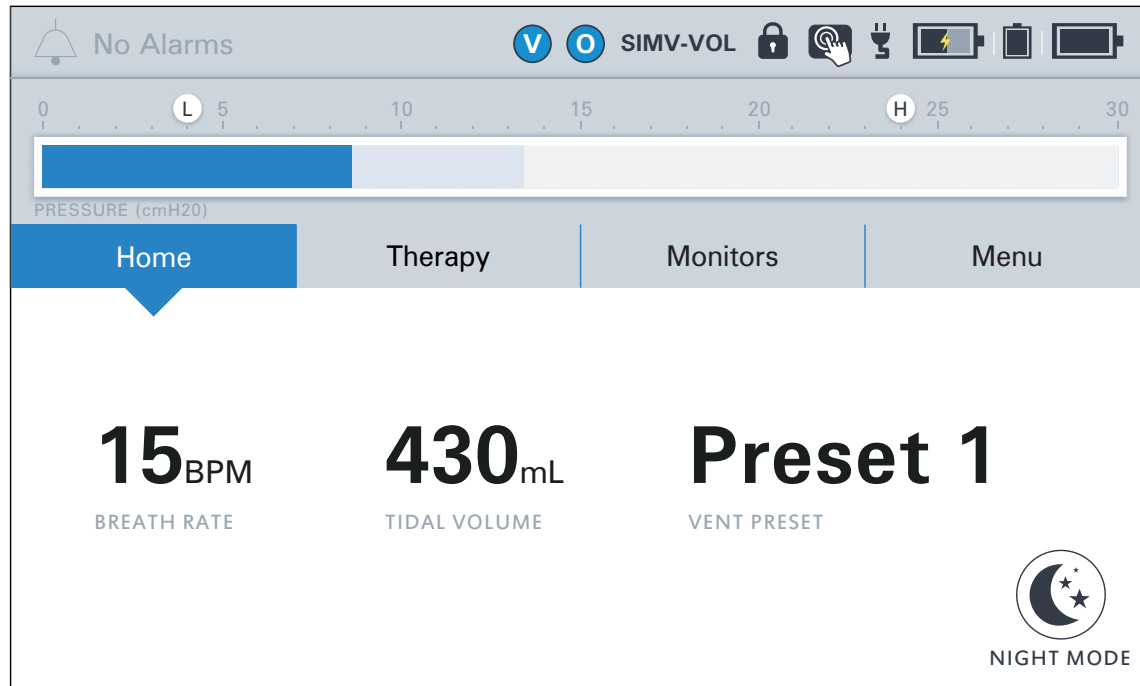 No Alarms V O SIMV-VOL
0 L 5 10 15 20 H 25 30
PRESSURE (cmH20)
Home Therapy Monitors Menu
15BPM 430mL Preset 1
BREATH RATE TIDAL VOLUME VENT PRESET
NIGHT MODE